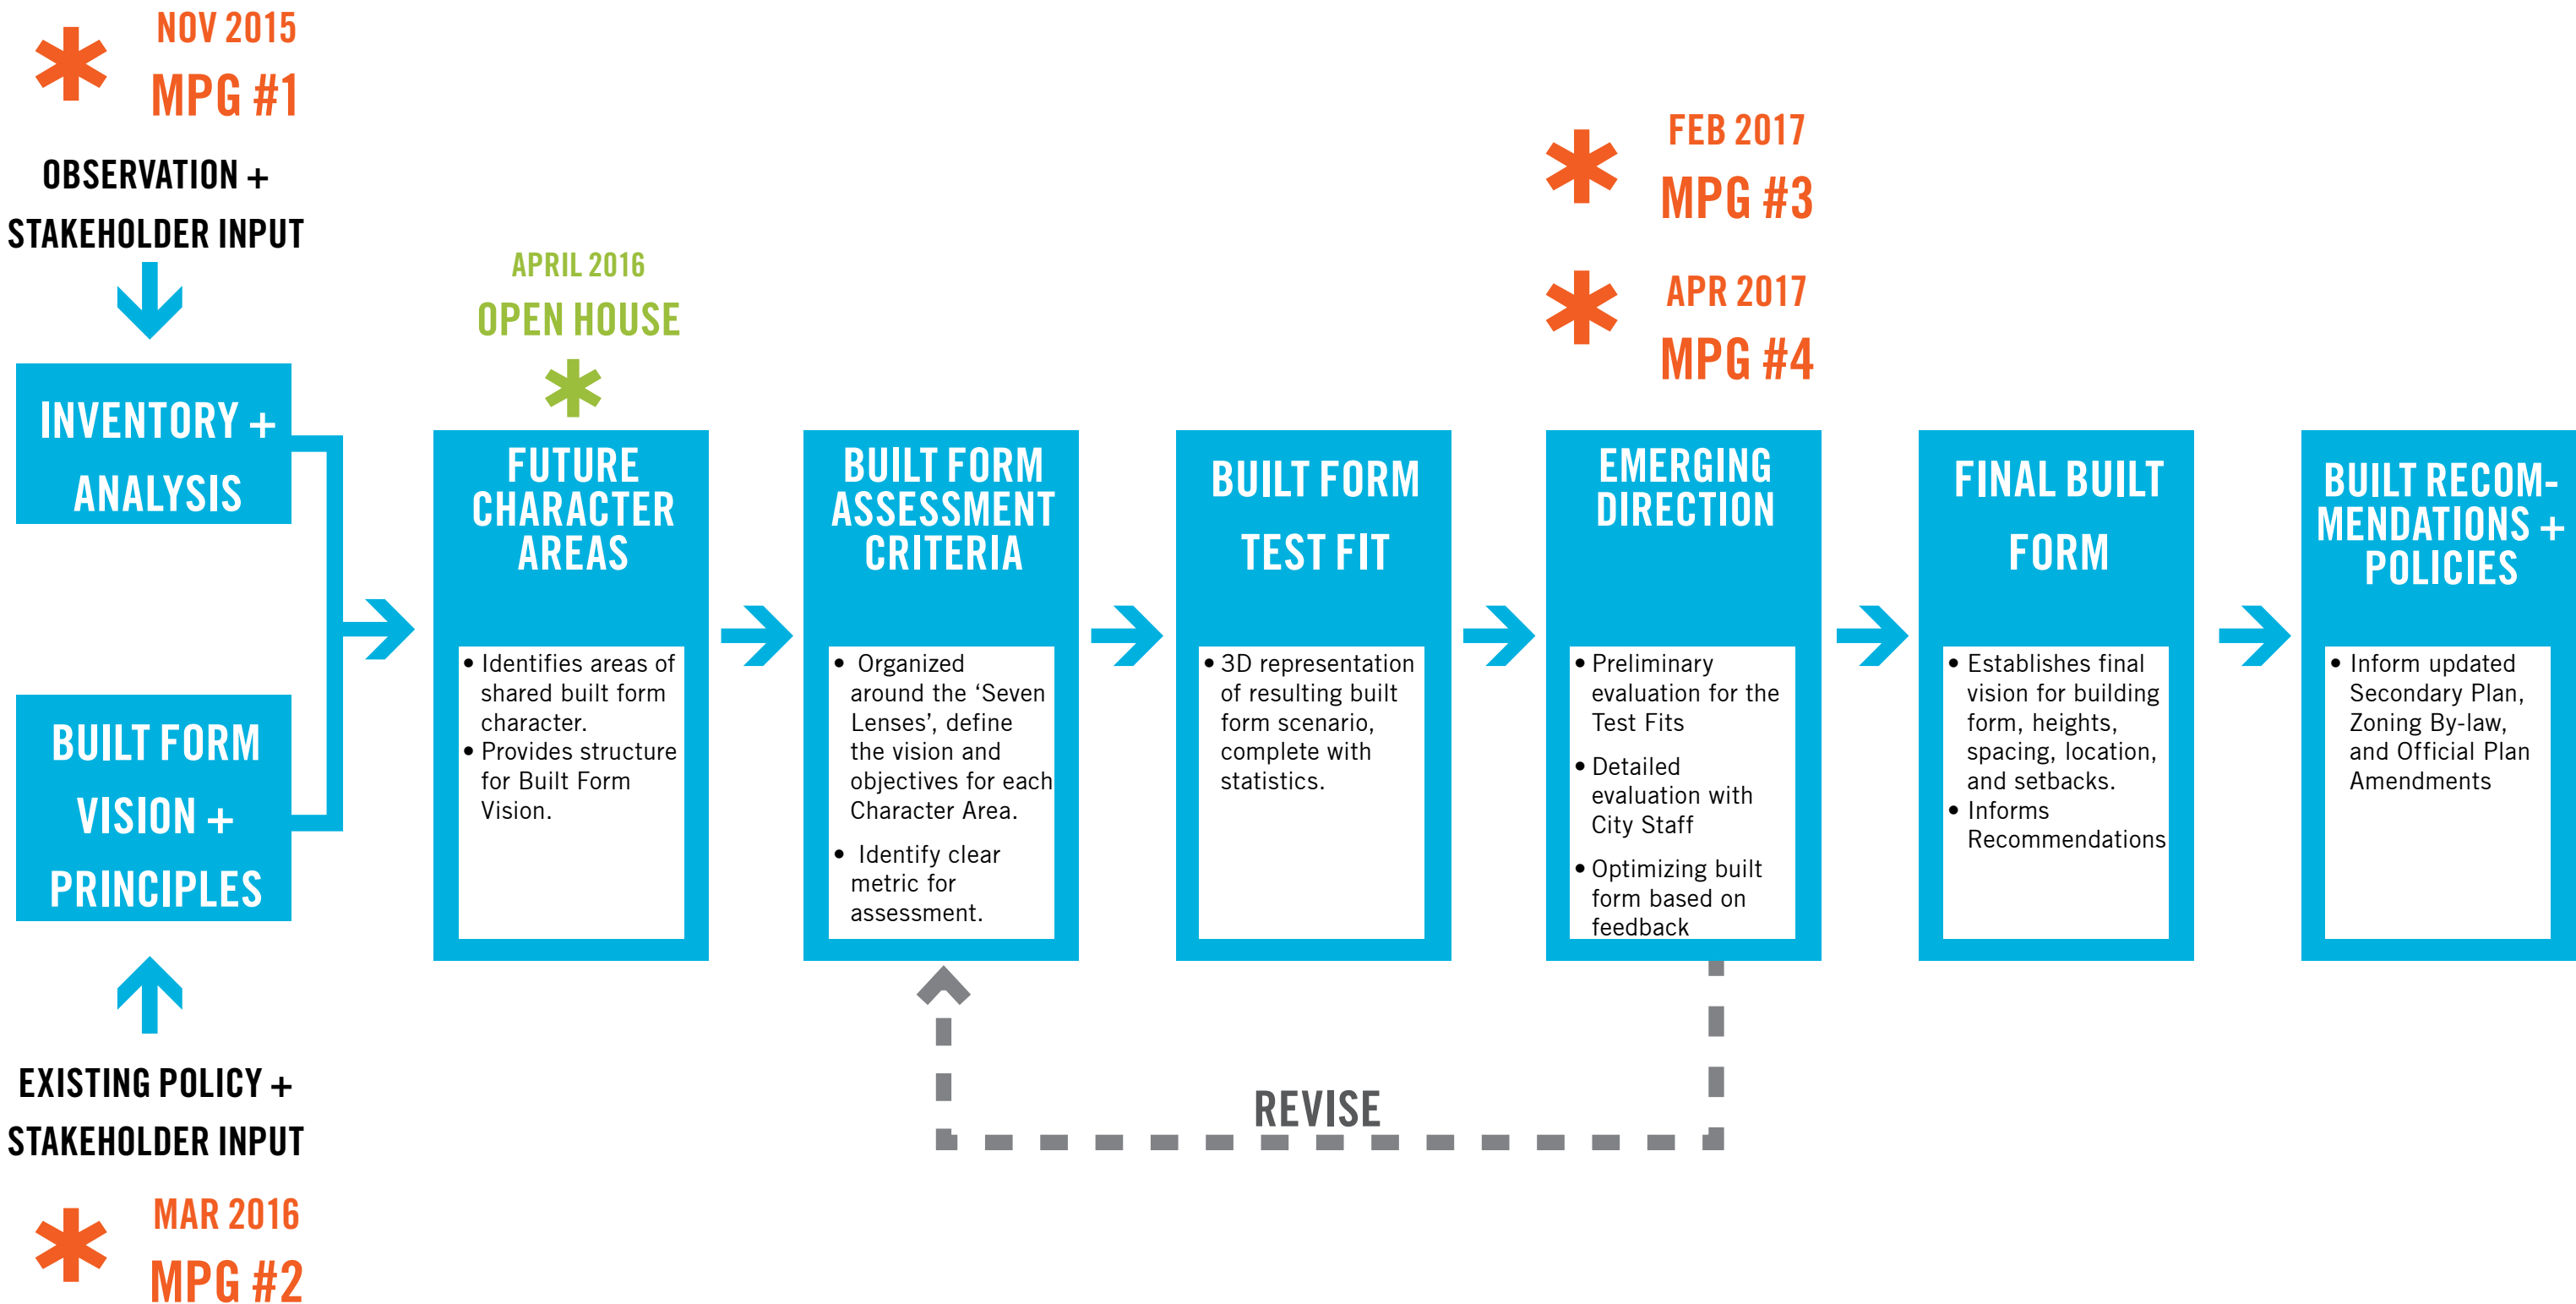 NOV 2015
MPG #1
OBSERVATION +
STAKEHOLDER INPUT
INVENTORY +
ANALYSIS
BUILT FORM
VISION +
PRINCIPLES
EXISTING POLICY +
STAKEHOLDER INPUT
MAR 2016
MPG #2
APRIL 2016
OPEN HOUSE
FUTURE
CHARACTER
AREAS
• Identifies areas of
shared built form
character.
• Provides structure
for Built Form
Vision.
BUILT FORM
ASSESSMENT
CRITERIA
• Organized
around the ‘Seven
Lenses’, define
the vision and
objectives for each
Character Area.
• Identify clear
metric for
assessment.
BUILT FORM
TEST FIT
• 3D representation
of resulting built
form scenario,
complete with
statistics.
FEB 2017
MPG #3
APR 2017
MPG #4
EMERGING
DIRECTION
• Preliminary
evaluation for the
Test Fits
• Detailed
evaluation with
City Staff
• Optimizing built
form based on
feedback
REVISE
FINAL BUILT
FORM
• Establishes final
vision for building
form, heights,
spacing, location,
and setbacks.
• Informs
Recommendations
BUILT RECOM-
MENDATIONS +
POLICIES
• Inform updated
Secondary Plan,
Zoning By-law,
and Official Plan
Amendments